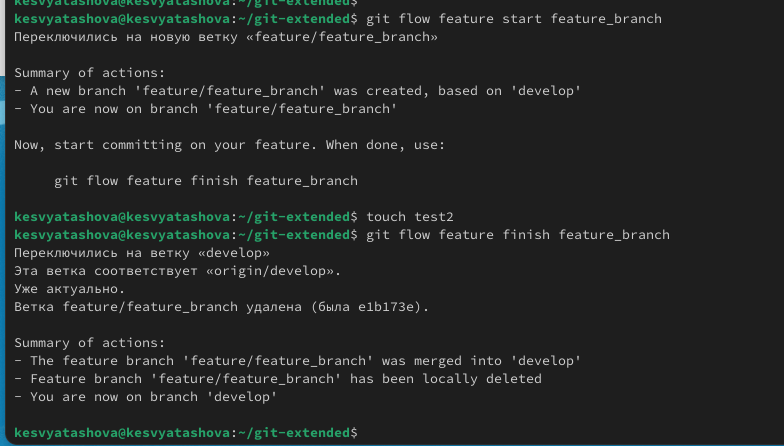 kesvyatashova@kesvyatashova:~/git-extended$
kesvyatashova@kesvyatashova:~/git-extended$ git flow feature start feature_branch
Переключились на новую ветку «feature/feature_branch»
Summary of actions:
- A new branch 'feature/feature_branch' was created, based on 'develop'
- You are now on branch 'feature/feature_branch'
Now, start committing on your feature. When done, use:
git flow feature finish feature_branch
kesvyatashova@kesvyatashova:~/git-extended$ touch test2
kesvyatashova@kesvyatashova:~/git-extended$ git flow feature finish feature_branch
Переключились на ветку «develop»
Эта ветка соответствует «origin/develop».
Уже актуально.
Ветка feature/feature_branch удалена (была e1b173e).
Summary of actions:
- The feature branch 'feature/feature_branch' was merged into 'develop'
- Feature branch 'feature/feature_branch' has been locally deleted
- You are now on branch 'develop'
kesvyatashova@kesvyatashova:~/git-extended$